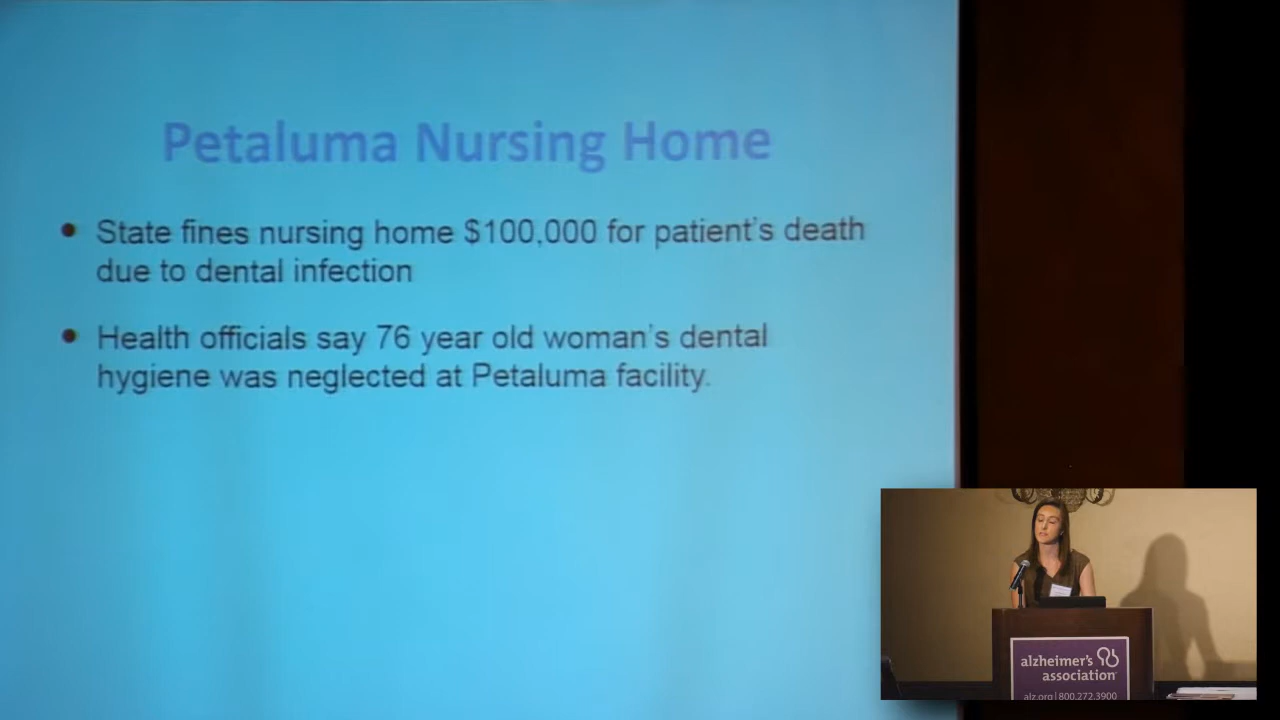 Petaluma Nursing Home
• State fines nursing home $100,000 for patient's death
due to dental infection
• Health officials say 76 year old woman's dental
hygiene was neglected at Petaluma facility.
alzheimer's
association
alz.org | 800.272.3900